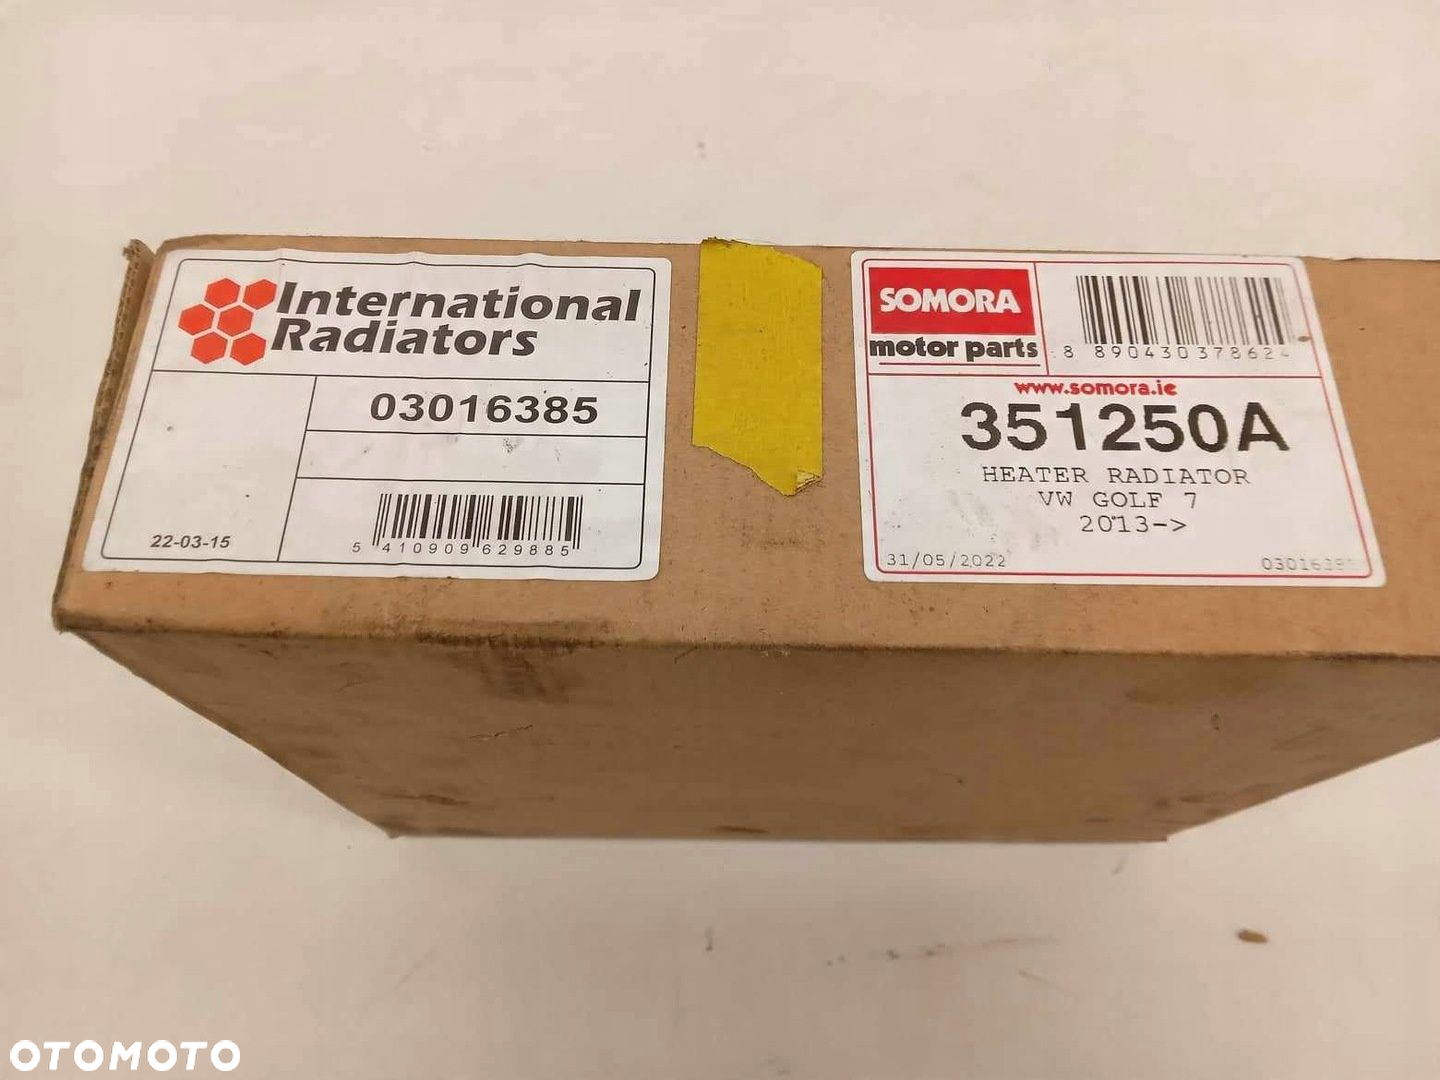 International
Radiators
03016385
22-03-15
5 410909 629885
SOMORA
motor parts
8 890430 378624
www.somora.ie
351250A
HEATER RADIATOR
VW GOLF 7
2013->
31/05/2022
03016385
OTOMOTO